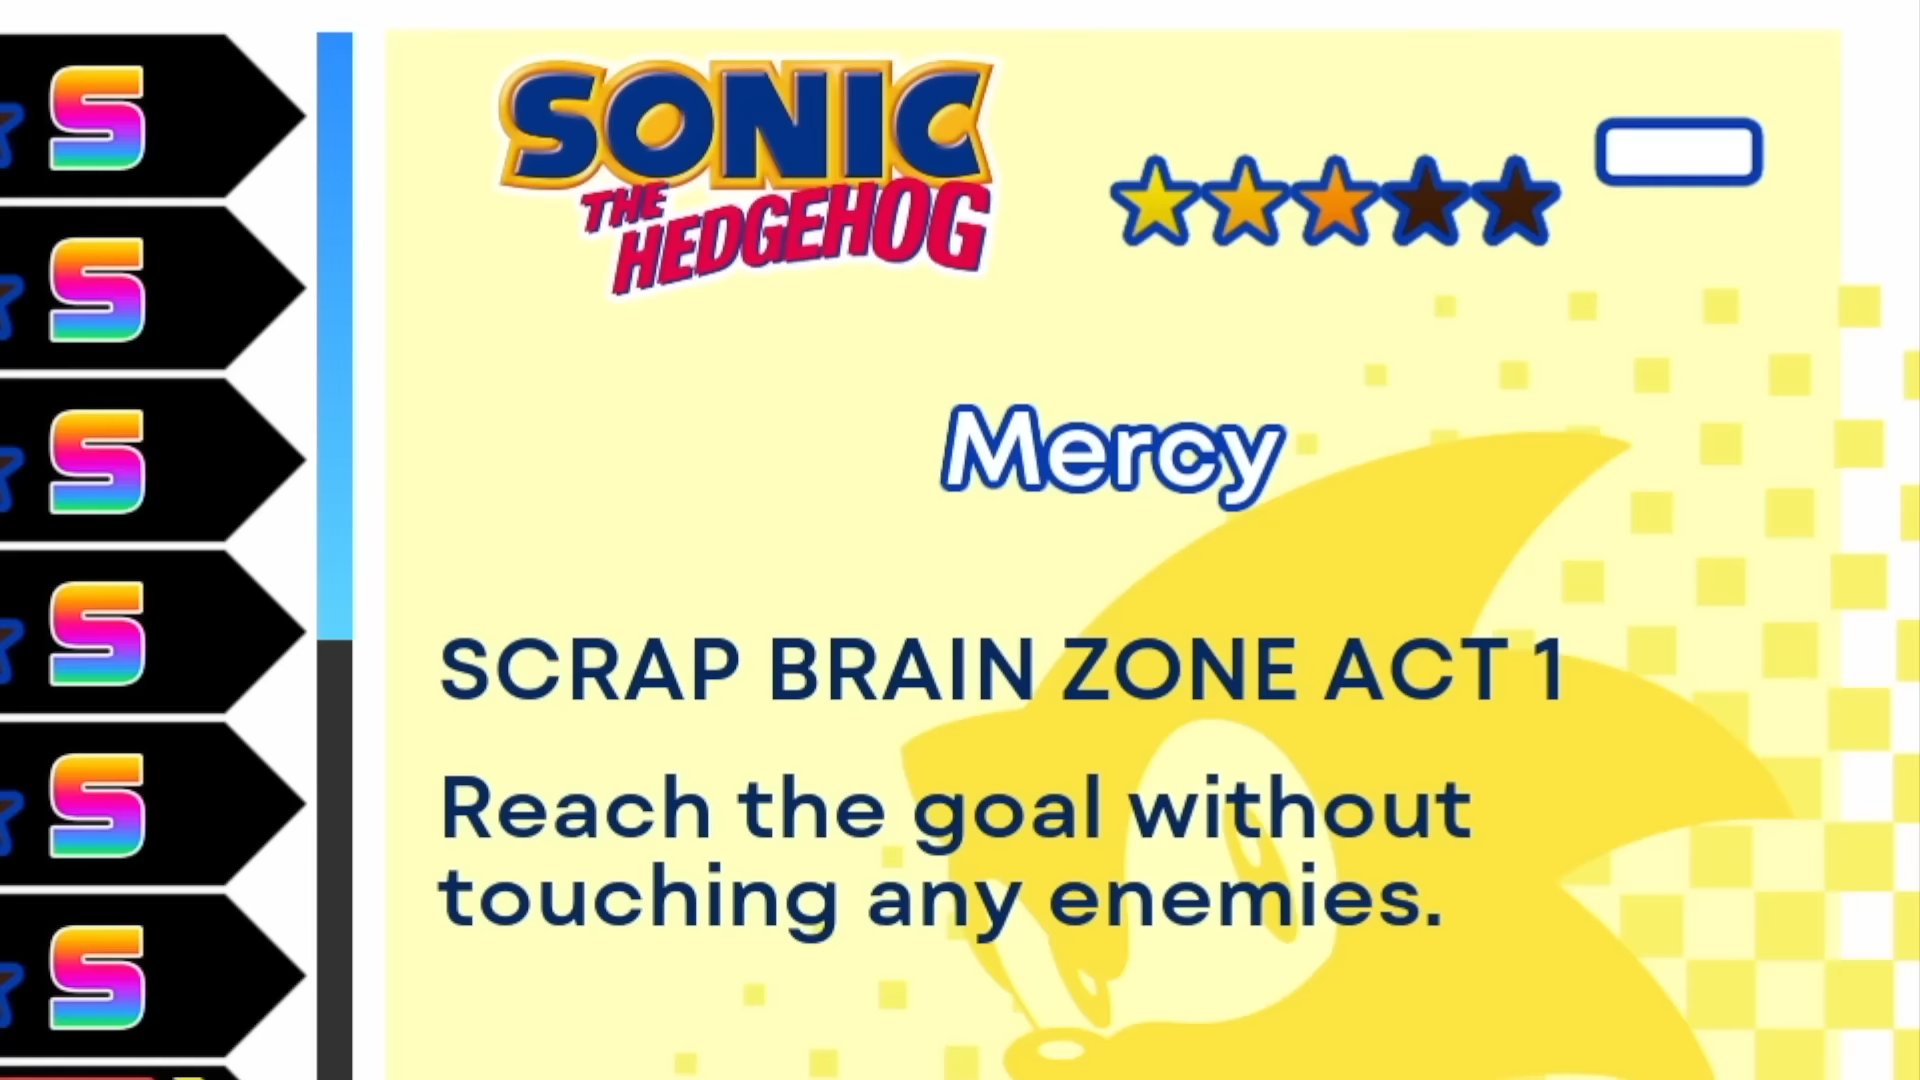 SONIC
THE
HEDGEHOG
Mercy
SCRAP BRAIN ZONE ACT 1
Reach the goal without
touching any enemies.
S
S
S
S
S
S